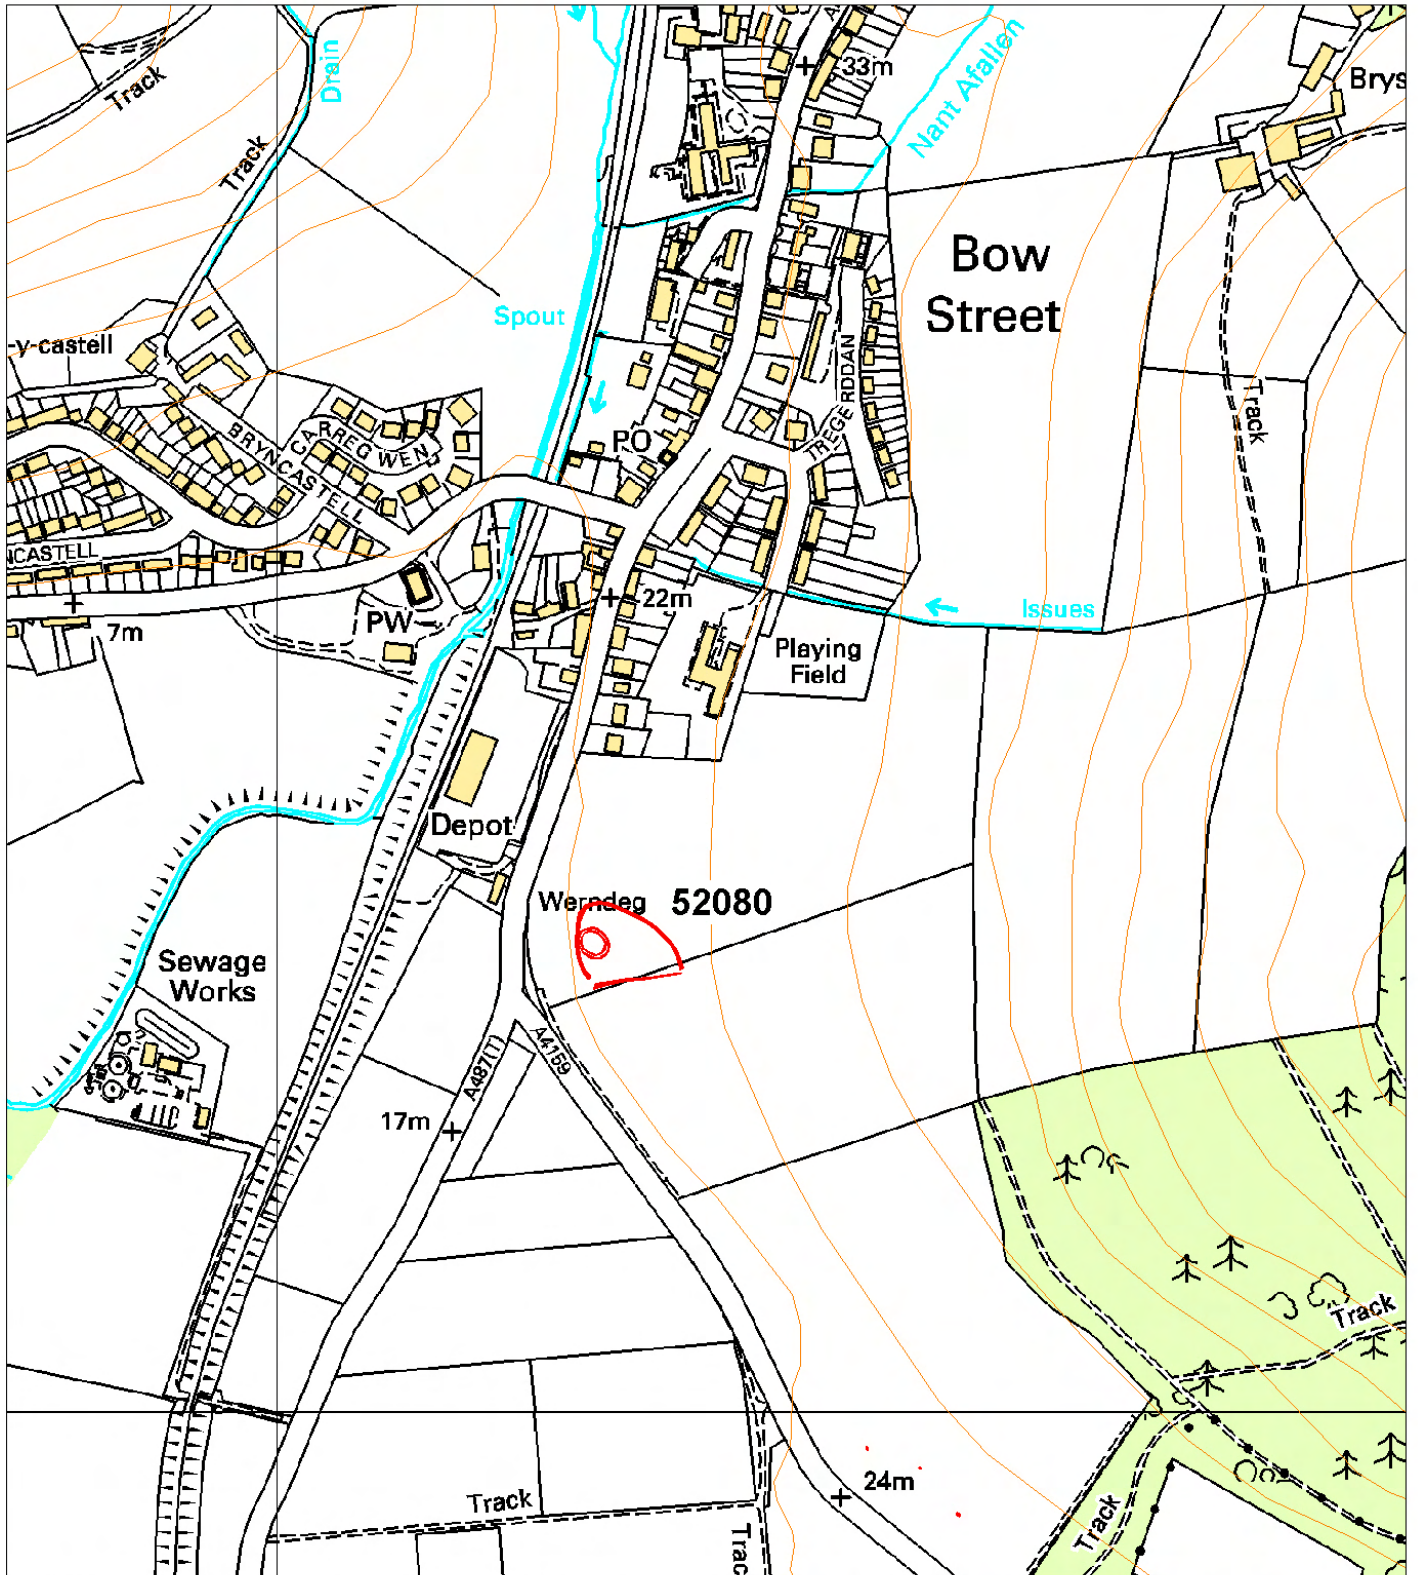 Track
Drain
33m
Nant Afallen
Brys
Track
Bow
Street
Spout
-y-castell
TREGERDDAN
Track
CARREG WEN
BRYNCASTELL
PO
NCASTELL
22m
Issues
7m
PW
Playing
Field
Depot
Werndeg
52080
Sewage
Works
A487(T)
A4159
17m
Track
24m
Track
Track
Trac